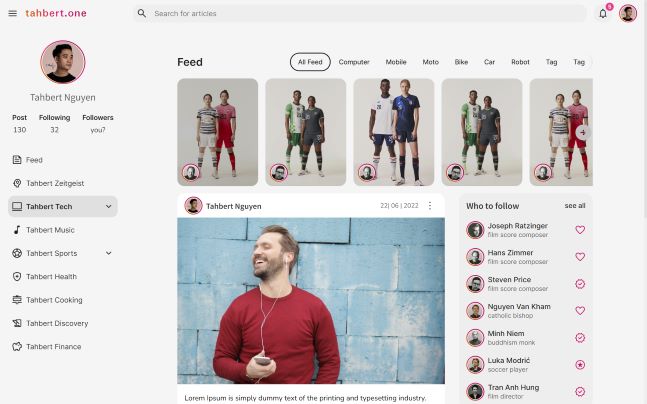 tahbert.one
Search for articles
5
Tahbert Nguyen
Post Following Followers
130 32 you?
Feed
Tahbert Zeitgeist
Tahbert Tech
Tahbert Music
Tahbert Sports
Tahbert Health
Tahbert Cooking
Tahbert Discovery
Tahbert Finance
Feed
All Feed Computer Mobile Moto Bike Car Robot Tag Tag
Tahbert Nguyen
22| 06 | 2022
Lorem Ipsum is simply dummy text of the printing and typesetting industry.
Who to follow see all
Joseph Ratzinger
film score composer
Hans Zimmer
film score composer
Steven Price
film score composer
Nguyen Van Kham
catholic bishop
Minh Niem
buddhism monk
Luka Modrić
soccer player
Tran Anh Hung
film director